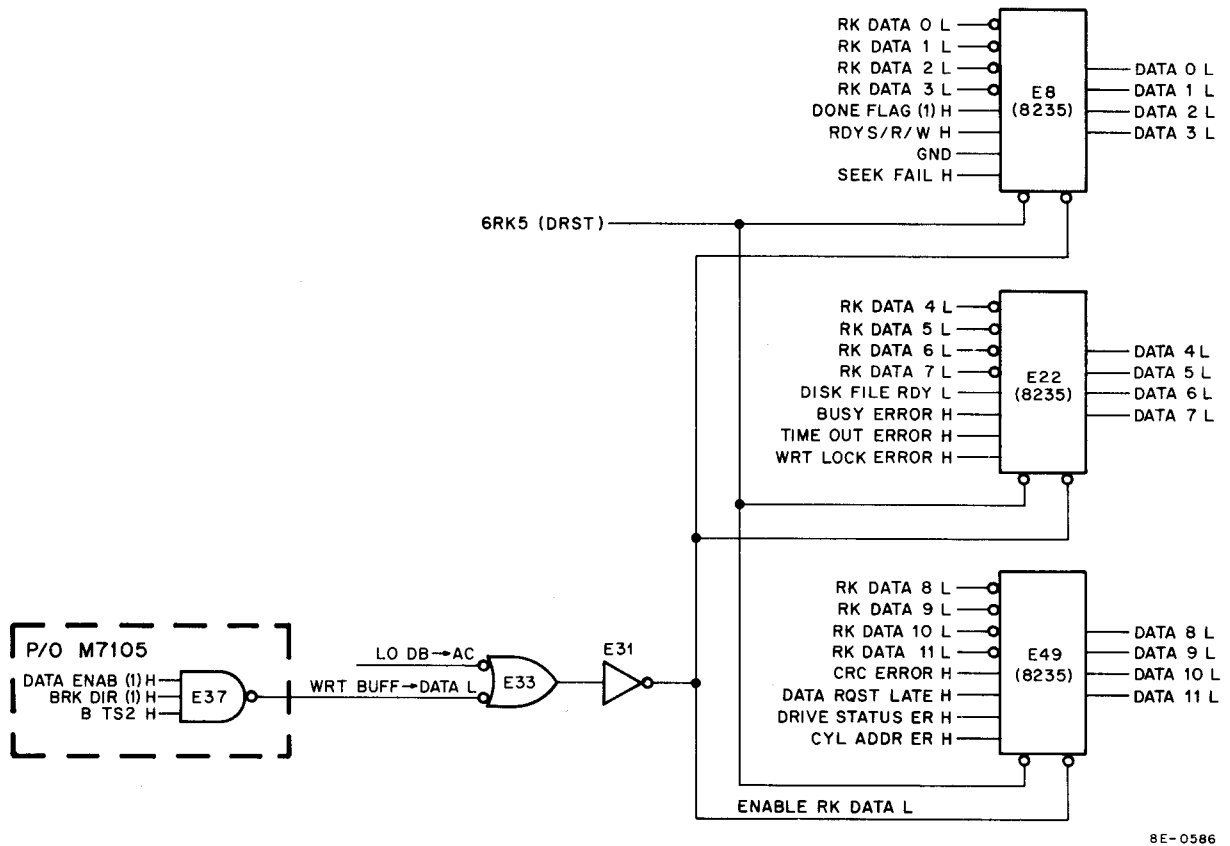 RK DATA 0 L
RK DATA 1 L
RK DATA 2 L
RK DATA 3 L
DONE FLAG (1) H
RDY S/R/W H
GND
SEEK FAIL H
E8
(8235)
DATA 0 L
DATA 1 L
DATA 2 L
DATA 3 L
6RK5 (DRST)
RK DATA 4 L
RK DATA 5 L
RK DATA 6 L
RK DATA 7 L
DISK FILE RDY L
BUSY ERROR H
TIME OUT ERROR H
WRT LOCK ERROR H
E22
(8235)
DATA 4 L
DATA 5 L
DATA 6 L
DATA 7 L
P/O M7105
DATA ENAB (1) H
BRK DIR (1) H
B TS2 H
E37
LO DB→AC
WRT BUFF→DATA L
E33
E31
RK DATA 8 L
RK DATA 9 L
RK DATA 10 L
RK DATA 11 L
CRC ERROR H
DATA RQST LATE H
DRIVE STATUS ER H
CYL ADDR ER H
E49
(8235)
DATA 8 L
DATA 9 L
DATA 10 L
DATA 11 L
ENABLE RK DATA L
8E-0586